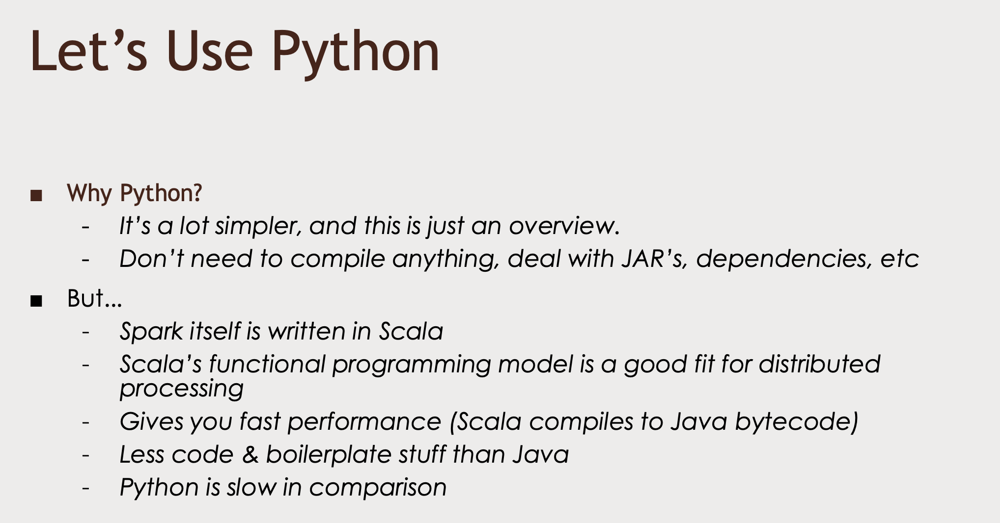 Let’s Use Python
■ Why Python?
- It’s a lot simpler, and this is just an overview.
- Don’t need to compile anything, deal with JAR’s, dependencies, etc
■ But...
- Spark itself is written in Scala
- Scala’s functional programming model is a good fit for distributed
processing
- Gives you fast performance (Scala compiles to Java bytecode)
- Less code & boilerplate stuff than Java
- Python is slow in comparison